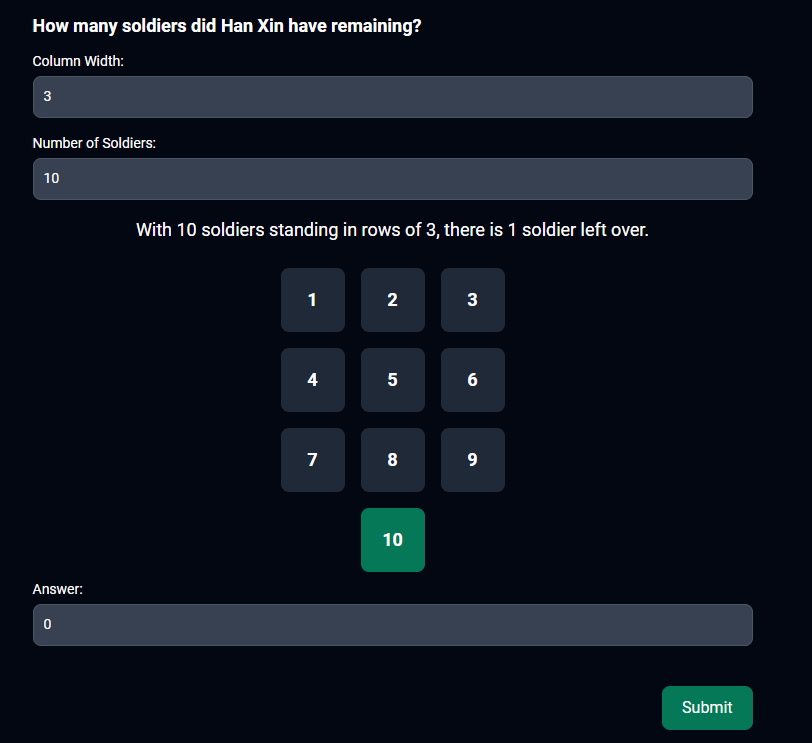 How many soldiers did Han Xin have remaining?
Column Width:
3
Number of Soldiers:
10
With 10 soldiers standing in rows of 3, there is 1 soldier left over.
1 2 3
4 5 6
7 8 9
10
Answer:
0
Submit